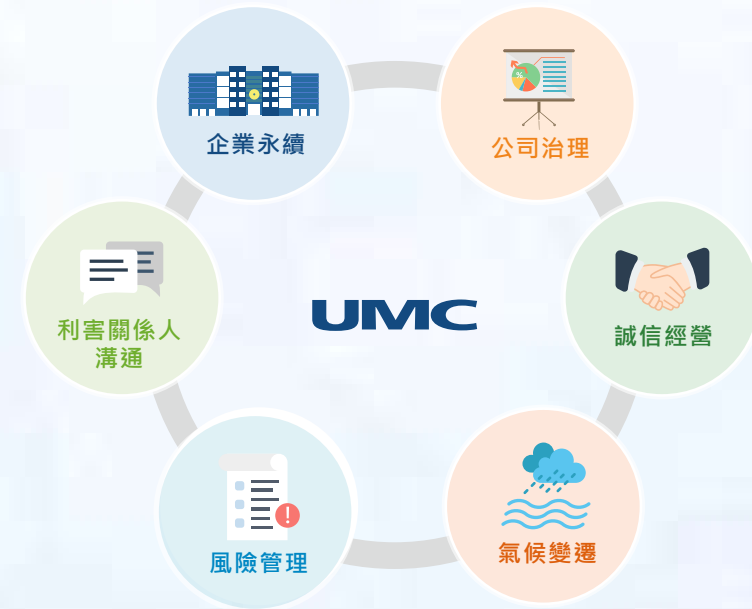 企業永續
公司治理
利害關係人
溝通
UMC
誠信經營
風險管理
氣候變遷